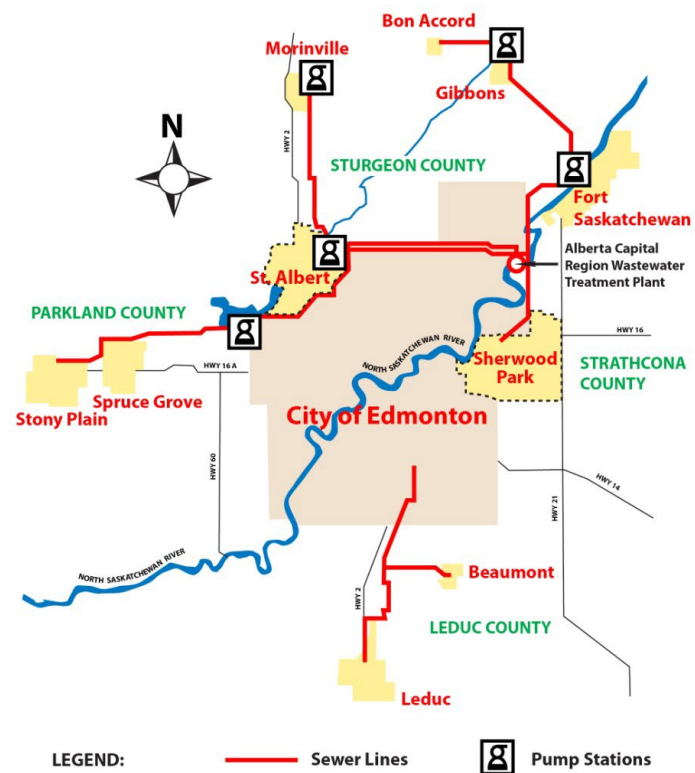 Bon Accord
Morinville
Gibbons
N
HWY 2
STURGEON COUNTY
Fort
Saskatchewan
St. Albert
Alberta Capital
Region Wastewater
Treatment Plant
PARKLAND COUNTY
HWY 16
NORTH SASKATCHEWAN RIVER
Sherwood
Park
STRATHCONA
COUNTY
HWY 16 A
Spruce Grove
Stony Plain
City of Edmonton
HWY 60
HWY 14
HWY 21
NORTH SASKATCHEWAN RIVER
Beaumont
HWY 2
LEDUC COUNTY
Leduc
LEGEND:
Sewer Lines
Pump Stations